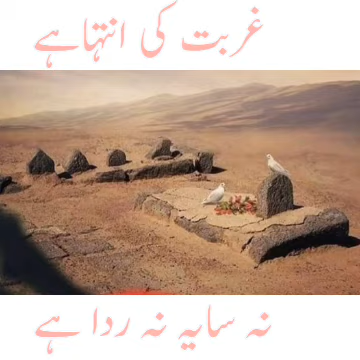 غربت کی انتہا ہے
نہ سایہ نہ ردا ہے